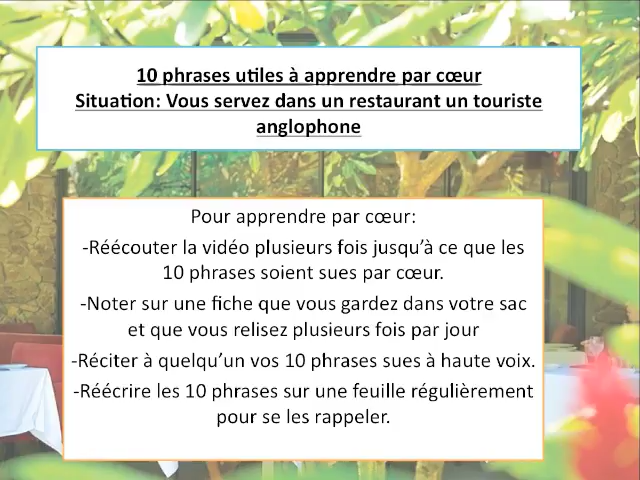 10 phrases utiles à apprendre par cœur
Situation: Vous servez dans un restaurant un touriste
anglophone
Pour apprendre par cœur:
-Réécouter la vidéo plusieurs fois jusqu’à ce que les
10 phrases soient sues par cœur.
-Noter sur une fiche que vous gardez dans votre sac
et que vous relisez plusieurs fois par jour
-Réciter à quelqu’un vos 10 phrases sues à haute voix.
-Réécrire les 10 phrases sur une feuille régulièrement
pour se les rappeler.